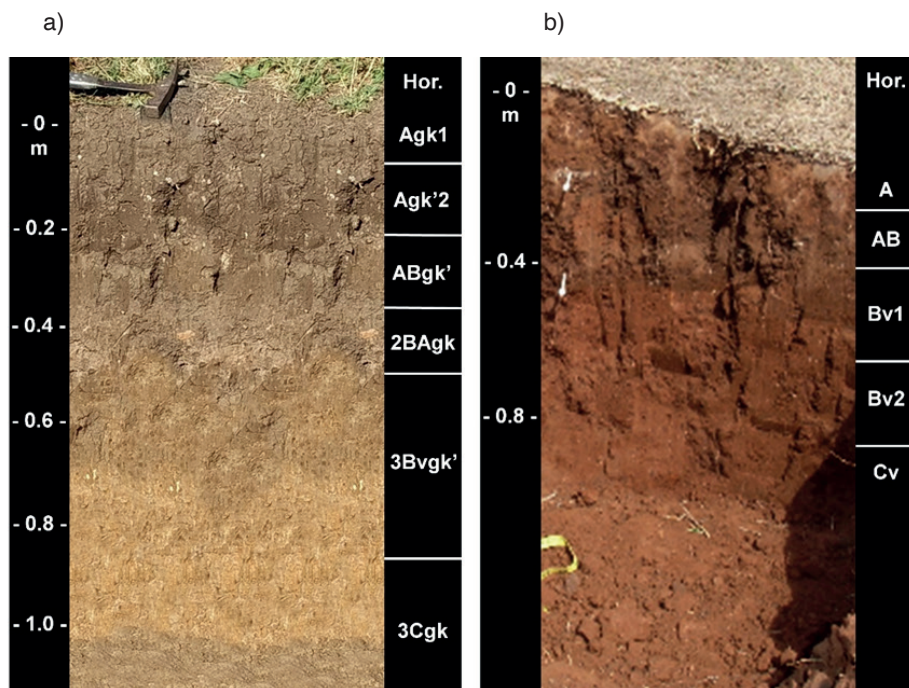 a)
Hor.
- 0 -
m
Agk1
Agk’2
- 0.2 -
ABgk’
- 0.4 -
2BAgk
- 0.6 -
3Bvgk’
- 0.8 -
- 1.0 -
3Cgk
b)
Hor.
- 0 -
m
A
AB
- 0.4 -
Bv1
Bv2
- 0.8 -
Cv